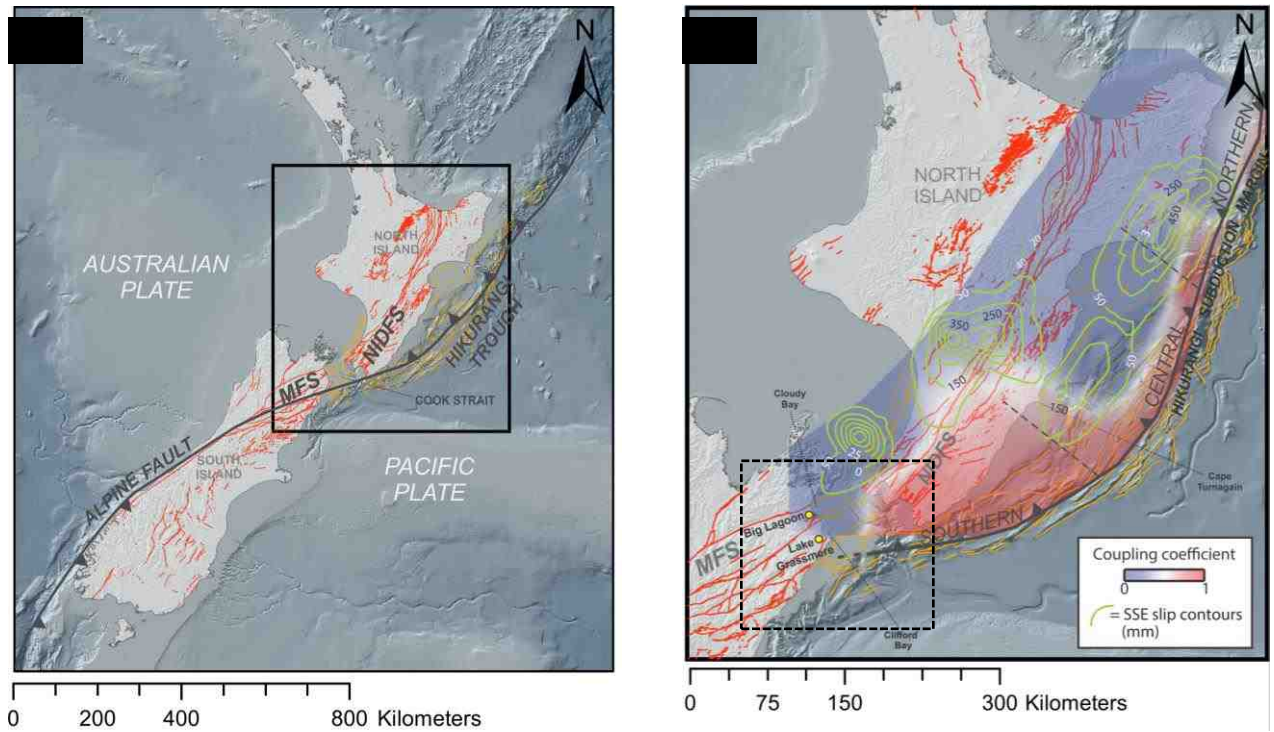 N
AUSTRALIAN
PLATE
NORTH
ISLAND
NIDFS
HIKURANGI
TROUGH
MFS
COOK STRAIT
ALPINE FAULT
SOUTH
ISLAND
PACIFIC
PLATE
0 200 400 800 Kilometers
N
NORTH
ISLAND
NORTHERN
HIKURANGI SUBDUCTION MARGIN
CENTRAL
250
450
50
50
150
350
250
150
Cloudy
Bay
25
0
Big Lagoon
Lake
Grassmere
MFS
SOUTHERN
Cape
Turnagain
Clifford
Bay
Coupling coefficient
0 1
= SSE slip contours
(mm)
0 75 150 300 Kilometers